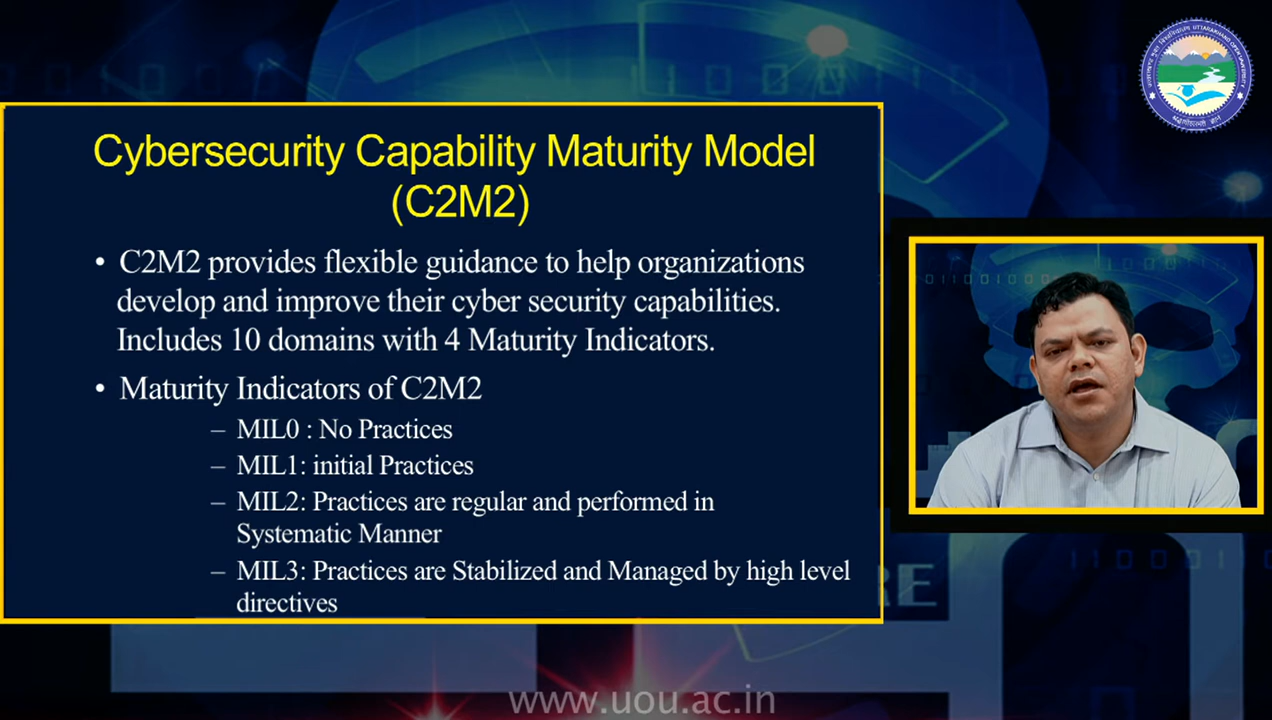 Cybersecurity Capability Maturity Model
(C2M2)
• C2M2 provides flexible guidance to help organizations
develop and improve their cyber security capabilities.
Includes 10 domains with 4 Maturity Indicators.
• Maturity Indicators of C2M2
– MIL0 : No Practices
– MIL1: initial Practices
– MIL2: Practices are regular and performed in
Systematic Manner
– MIL3: Practices are Stabilized and Managed by high level
directives
www.uou.ac.in